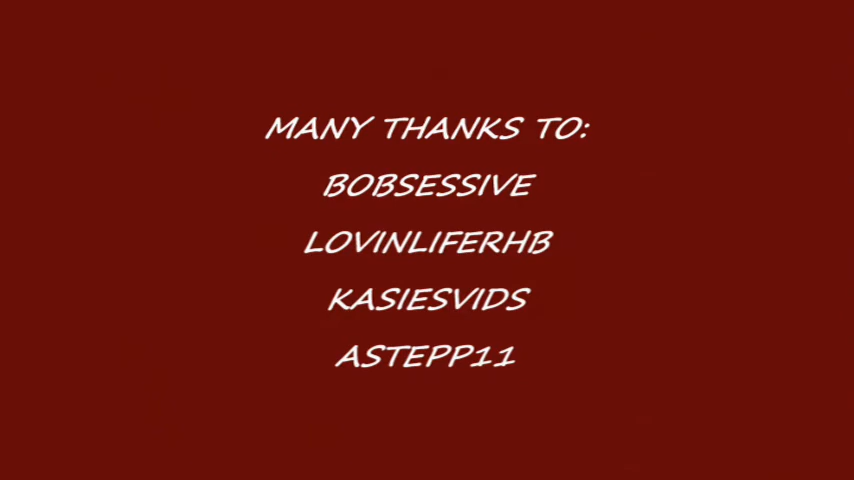 MANY THANKS TO:
BOBSESSIVE
LOVINLIFERHB
KASIESVIDS
ASTEPP11